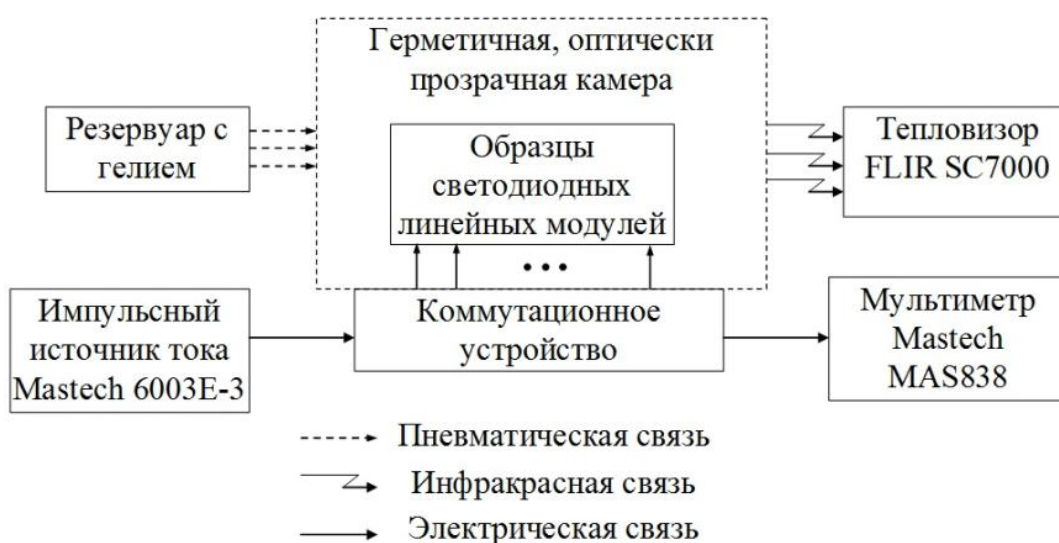 Герметичная, оптически
прозрачная камера
Резервуар с
гелием
Образцы
светодиодных
линейных модулей
Тепловизор
FLIR SC7000
Импульсный
источник тока
Mastech 6003E-3
Коммутационное
устройство
Мультиметр
Mastech
MAS838
Пневматическая связь
Инфракрасная связь
Электрическая связь